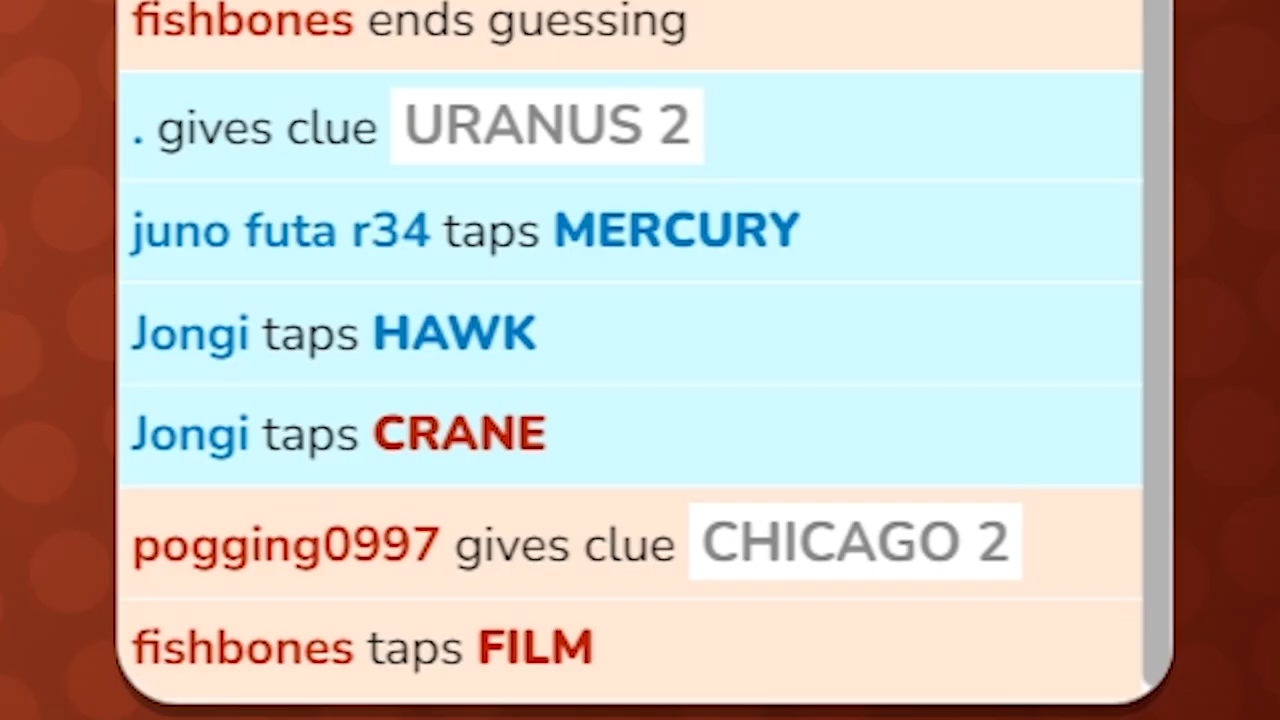 fishbones ends guessing
. gives clue URANUS 2
juno futa r34 taps MERCURY
Jongi taps HAWK
Jongi taps CRANE
pogging0997 gives clue CHICAGO 2
fishbones taps FILM